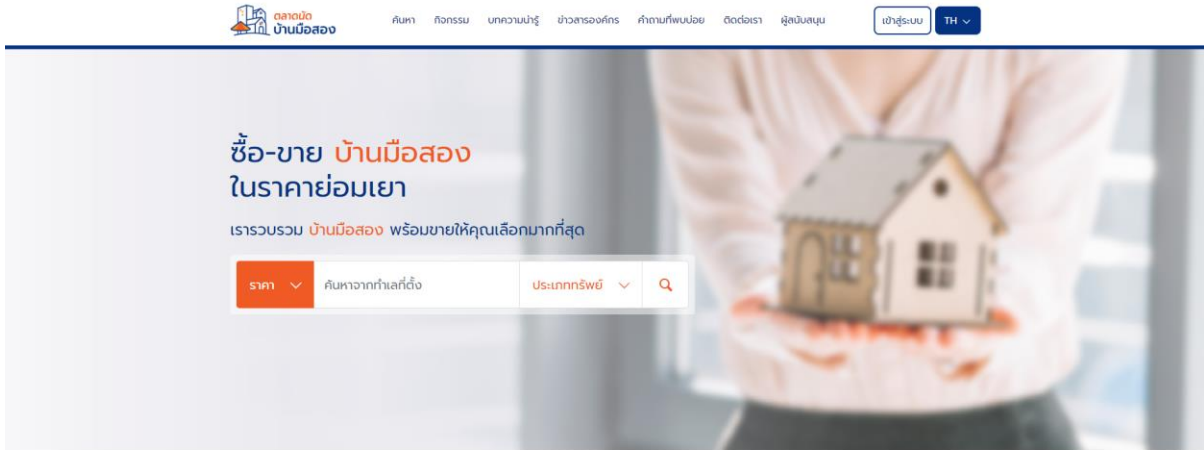 ตลาดนัด
บ้านมือสอง
ค้นหา กิจกรรม บทความน่ารู้ ข่าวสารองค์กร คำถามที่พบบ่อย ติดต่อเรา ผู้สนับสนุน เข้าสู่ระบบ TH
ซื้อ-ขาย บ้านมือสอง
ในราคาย่อมเยา
เรารวบรวม บ้านมือสอง พร้อมขายให้คุณเลือกมากที่สุด
ราคา ค้นหาจากทำเลที่ตั้ง ประเภททรัพย์